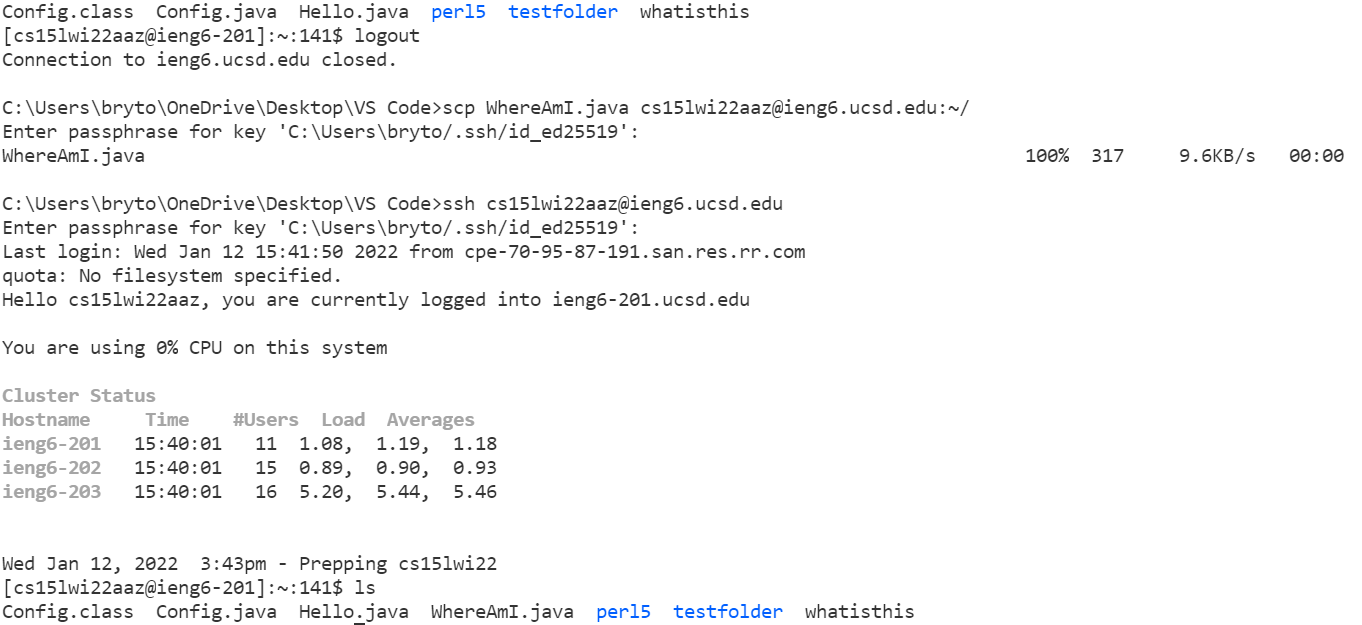 Config.class  Config.java  Hello.java  perl5  testfolder  whatisthis
[cs15lwi22aaz@ieng6-201]:~:141$ logout
Connection to ieng6.ucsd.edu closed.

C:\Users\bryto\OneDrive\Desktop\VS Code>scp WhereAmI.java cs15lwi22aaz@ieng6.ucsd.edu:~/
Enter passphrase for key 'C:\Users\bryto/.ssh/id_ed25519':
WhereAmI.java                                                                                100%  317     9.6KB/s   00:00

C:\Users\bryto\OneDrive\Desktop\VS Code>ssh cs15lwi22aaz@ieng6.ucsd.edu
Enter passphrase for key 'C:\Users\bryto/.ssh/id_ed25519':
Last login: Wed Jan 12 15:41:50 2022 from cpe-70-95-87-191.san.res.rr.com
quota: No filesystem specified.
Hello cs15lwi22aaz, you are currently logged into ieng6-201.ucsd.edu

You are using 0% CPU on this system

Cluster Status
Hostname     Time    #Users  Load  Averages
ieng6-201   15:40:01   11  1.08,  1.19,  1.18
ieng6-202   15:40:01   15  0.89,  0.90,  0.93
ieng6-203   15:40:01   16  5.20,  5.44,  5.46

Wed Jan 12, 2022  3:43pm - Prepping cs15lwi22
[cs15lwi22aaz@ieng6-201]:~:141$ ls
Config.class  Config.java  Hello.java  WhereAmI.java  perl5  testfolder  whatisthis